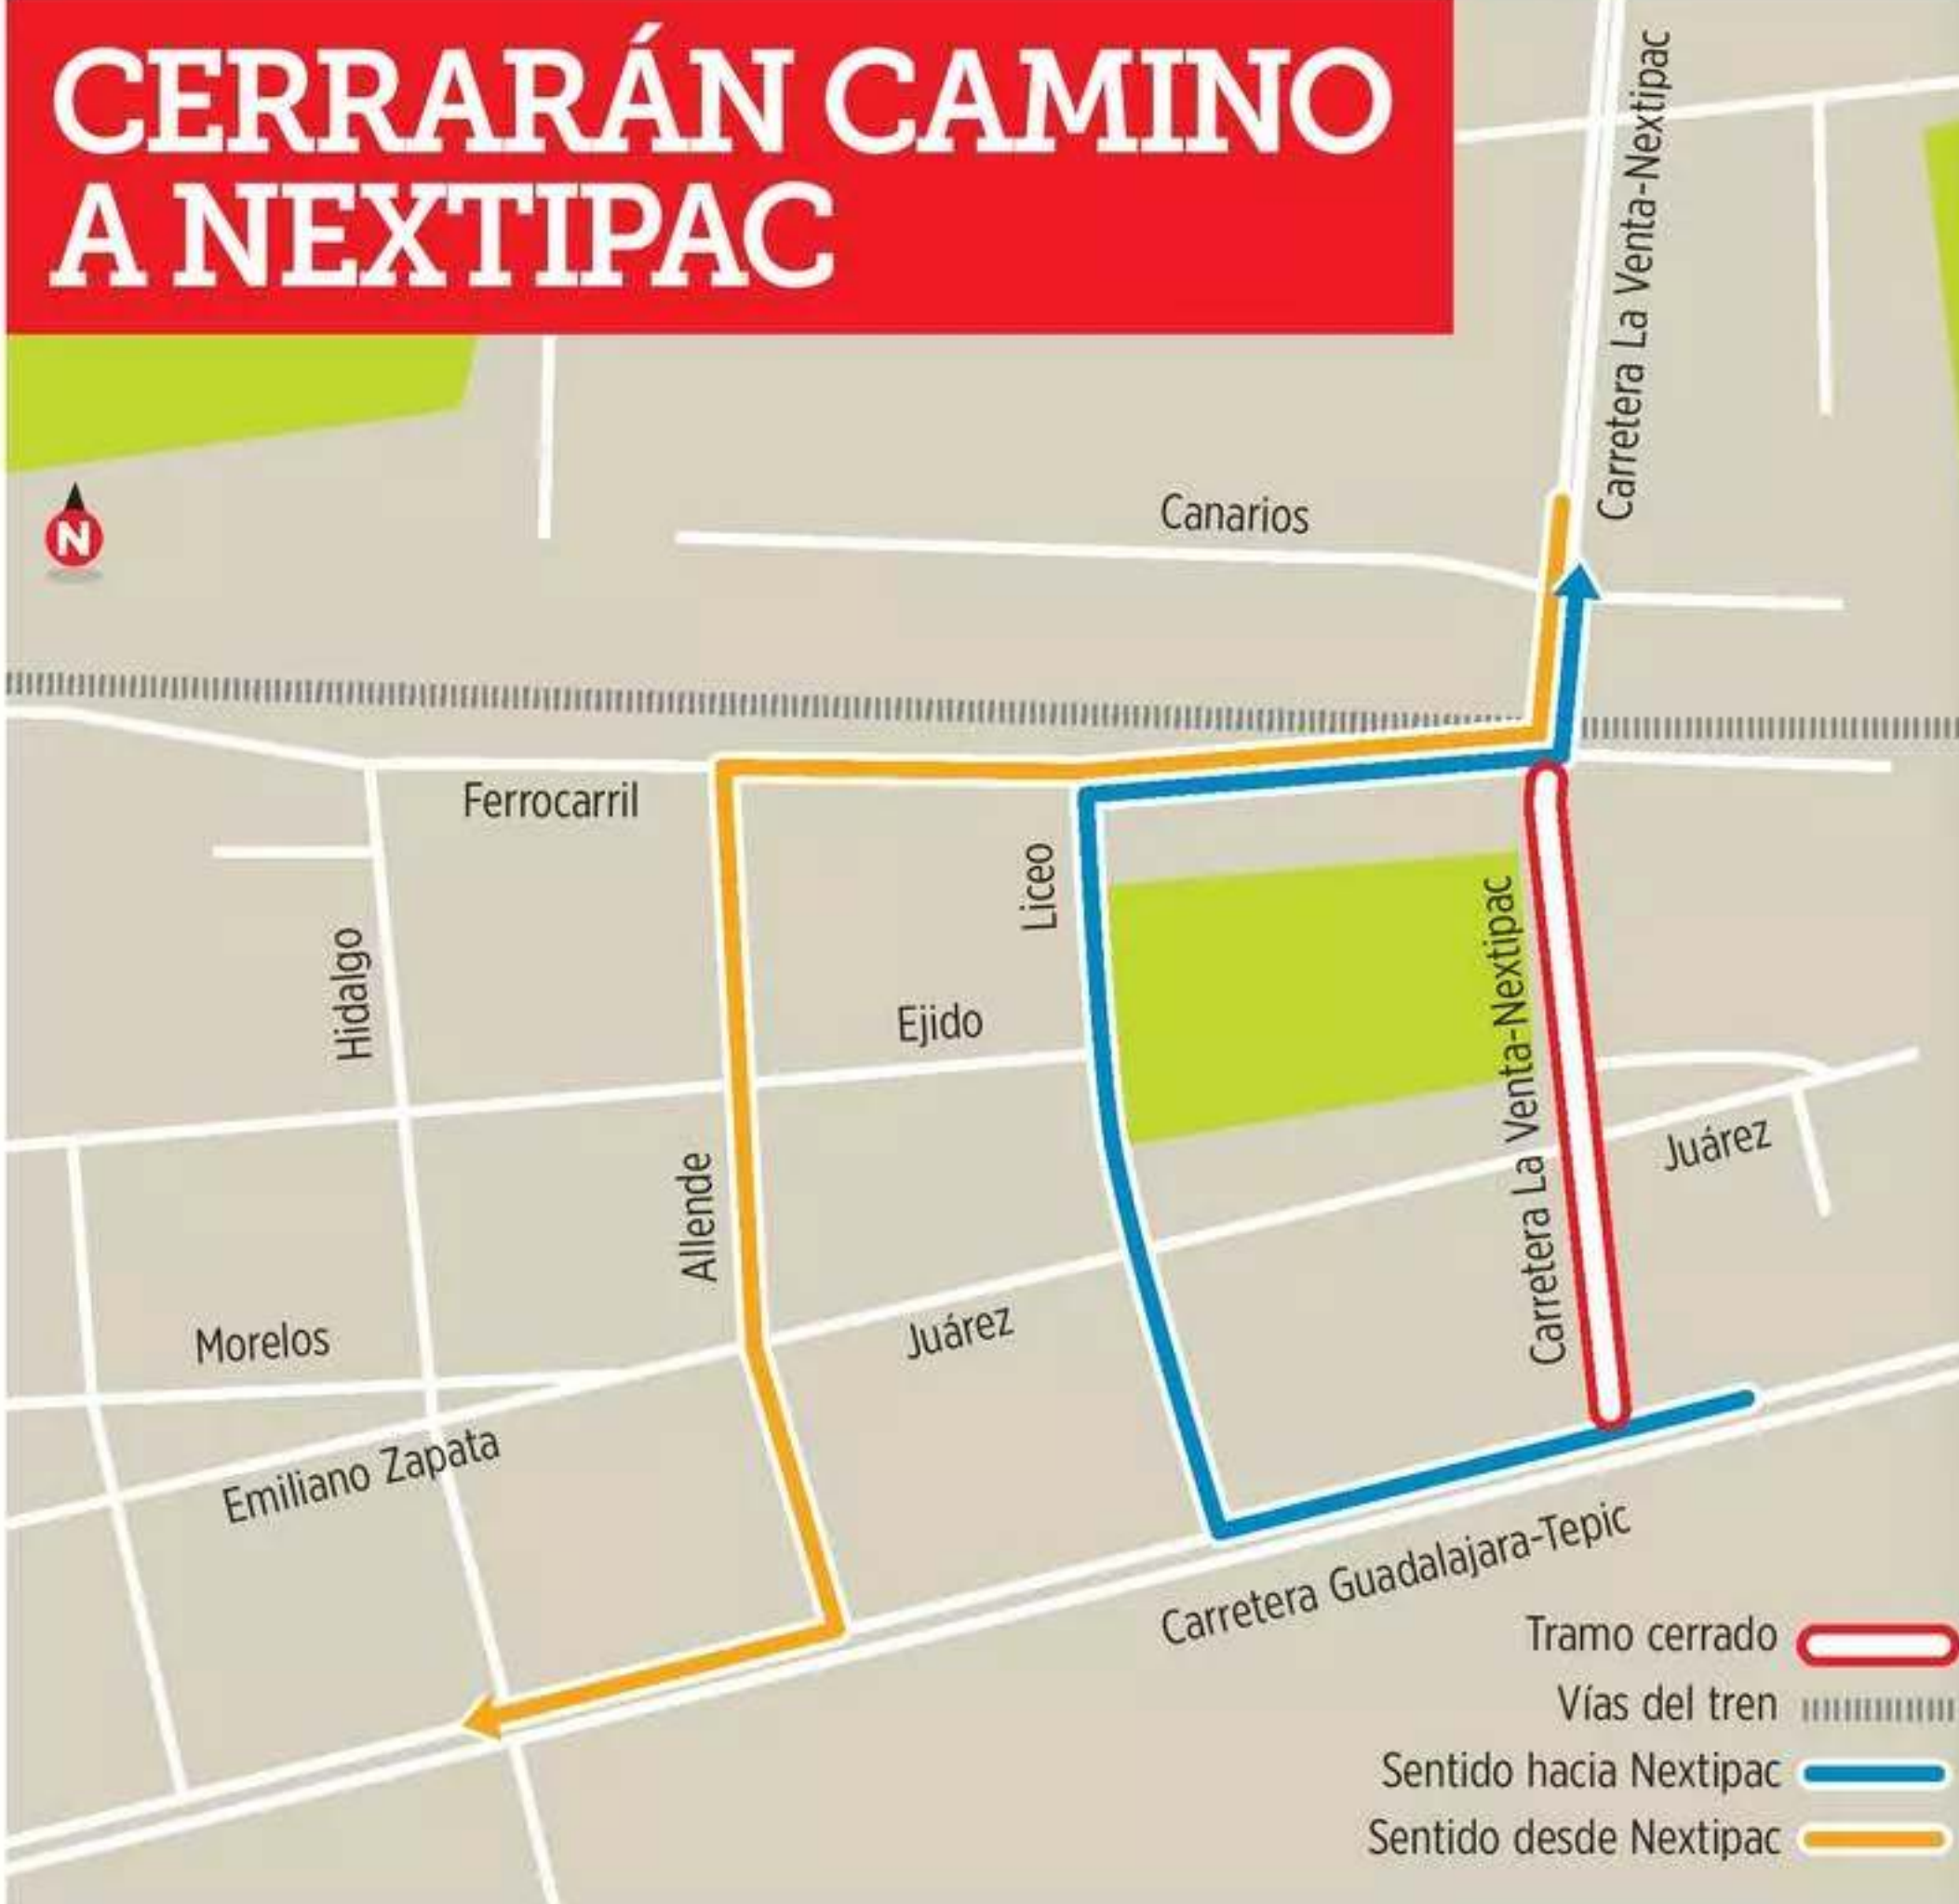 CERRARÁN CAMINO
A NEXTIPAC
Carretera La Venta-Nextipac
Canarios
N
Ferrocarril
Liceo
Hidalgo
Carretera La Venta-Nextipac
Ejido
Juárez
Allende
Morelos
Juárez
Emiliano Zapata
Carretera Guadalajara-Tepic
Tramo cerrado
Vías del tren
Sentido hacia Nextipac
Sentido desde Nextipac